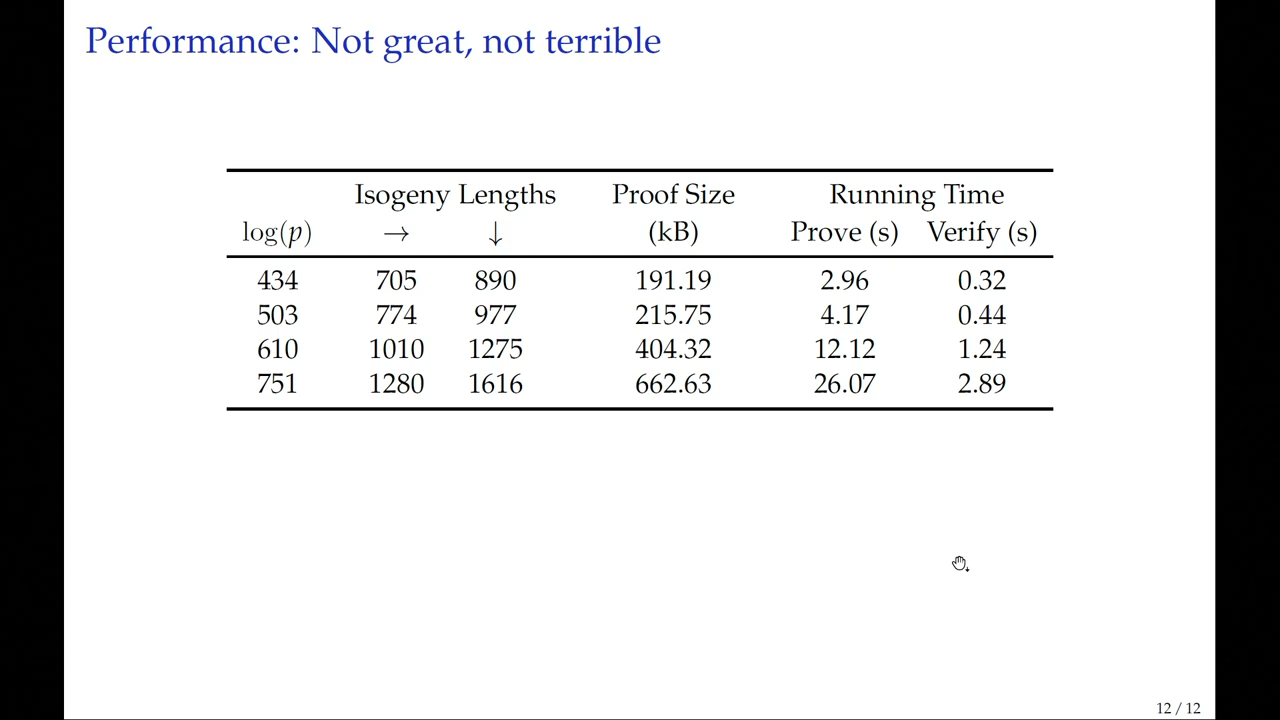 Performance: Not great, not terrible
Isogeny Lengths Proof Size Running Time
log(p) → ↓ (kB) Prove (s) Verify (s)
434 705 890 191.19 2.96 0.32
503 774 977 215.75 4.17 0.44
610 1010 1275 404.32 12.12 1.24
751 1280 1616 662.63 26.07 2.89
12 / 12